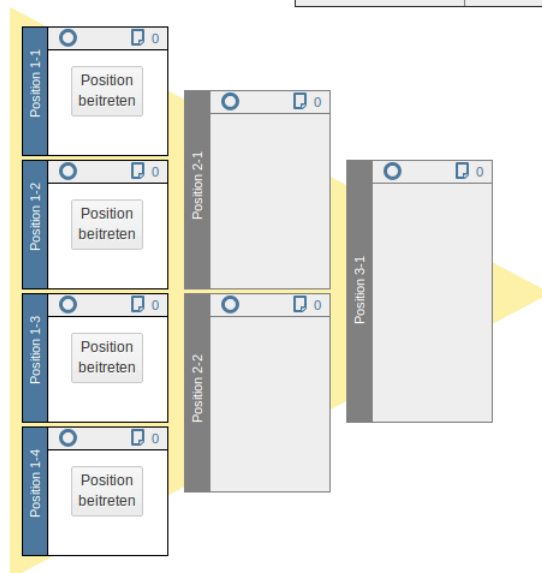 Position 1-1
0
Position
beitreten
Position 1-2
0
Position
beitreten
Position 1-3
0
Position
beitreten
Position 1-4
0
Position
beitreten
Position 2-1
0
Position 2-2
0
Position 3-1
0